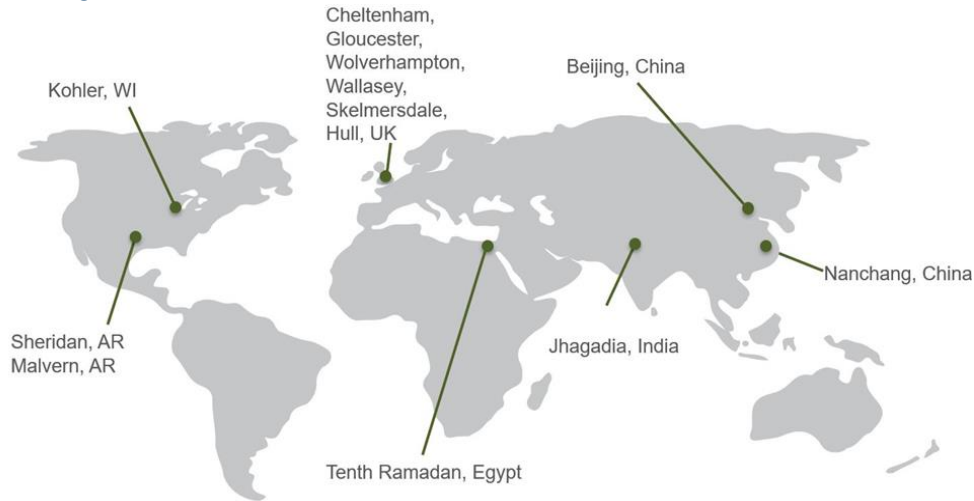 Cheltenham,
Gloucester,
Wolverhampton,
Wallasey,
Skelmersdale,
Hull, UK
Beijing, China
Kohler, WI
Nanchang, China
Sheridan, AR
Malvern, AR
Jhagadia, India
Tenth Ramadan, Egypt